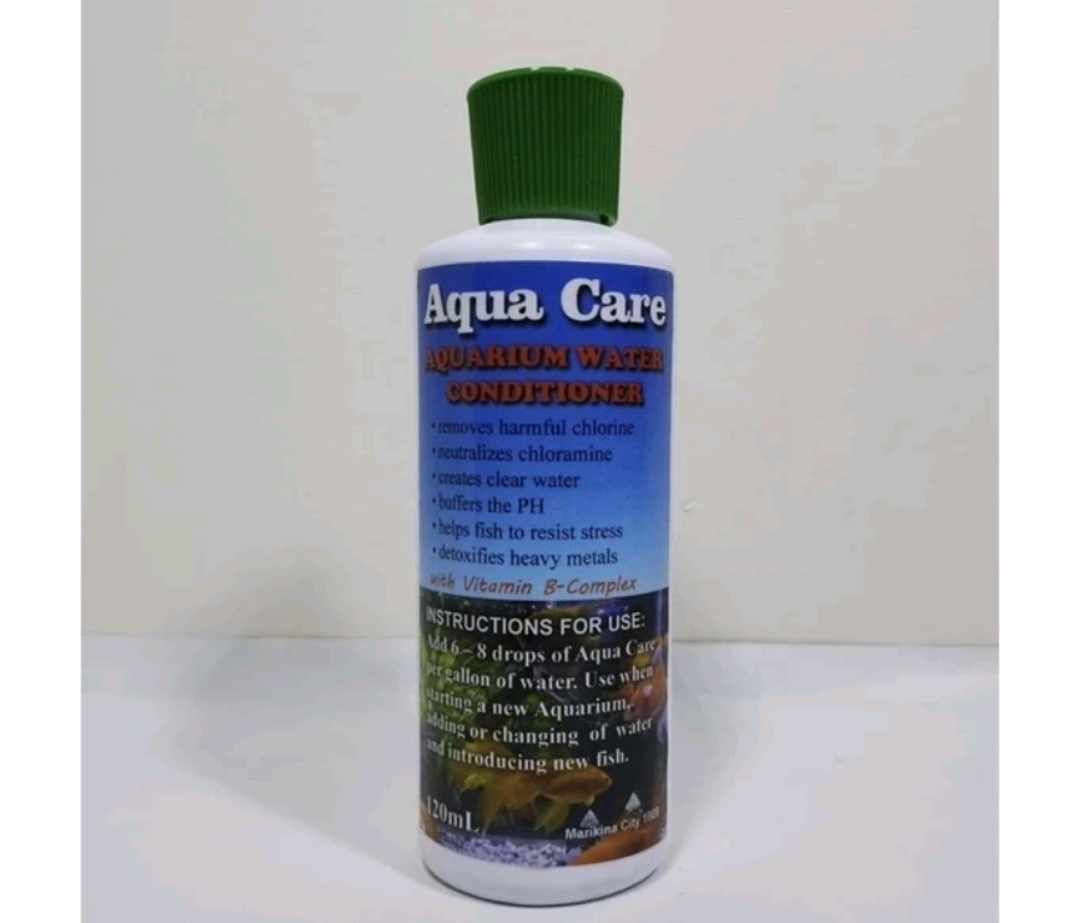 Aqua Care
AQUARIUM WATER
CONDITIONER
• removes harmful chlorine
• neutralizes chloramine
• creates clear water
• buffers the PH
• helps fish to resist stress
• detoxifies heavy metals
with Vitamin B-Complex
INSTRUCTIONS FOR USE:
Add 6 – 8 drops of Aqua Care
per gallon of water. Use when
starting a new Aquarium,
adding or changing of water
and introducing new fish.
120mL
Marikina City